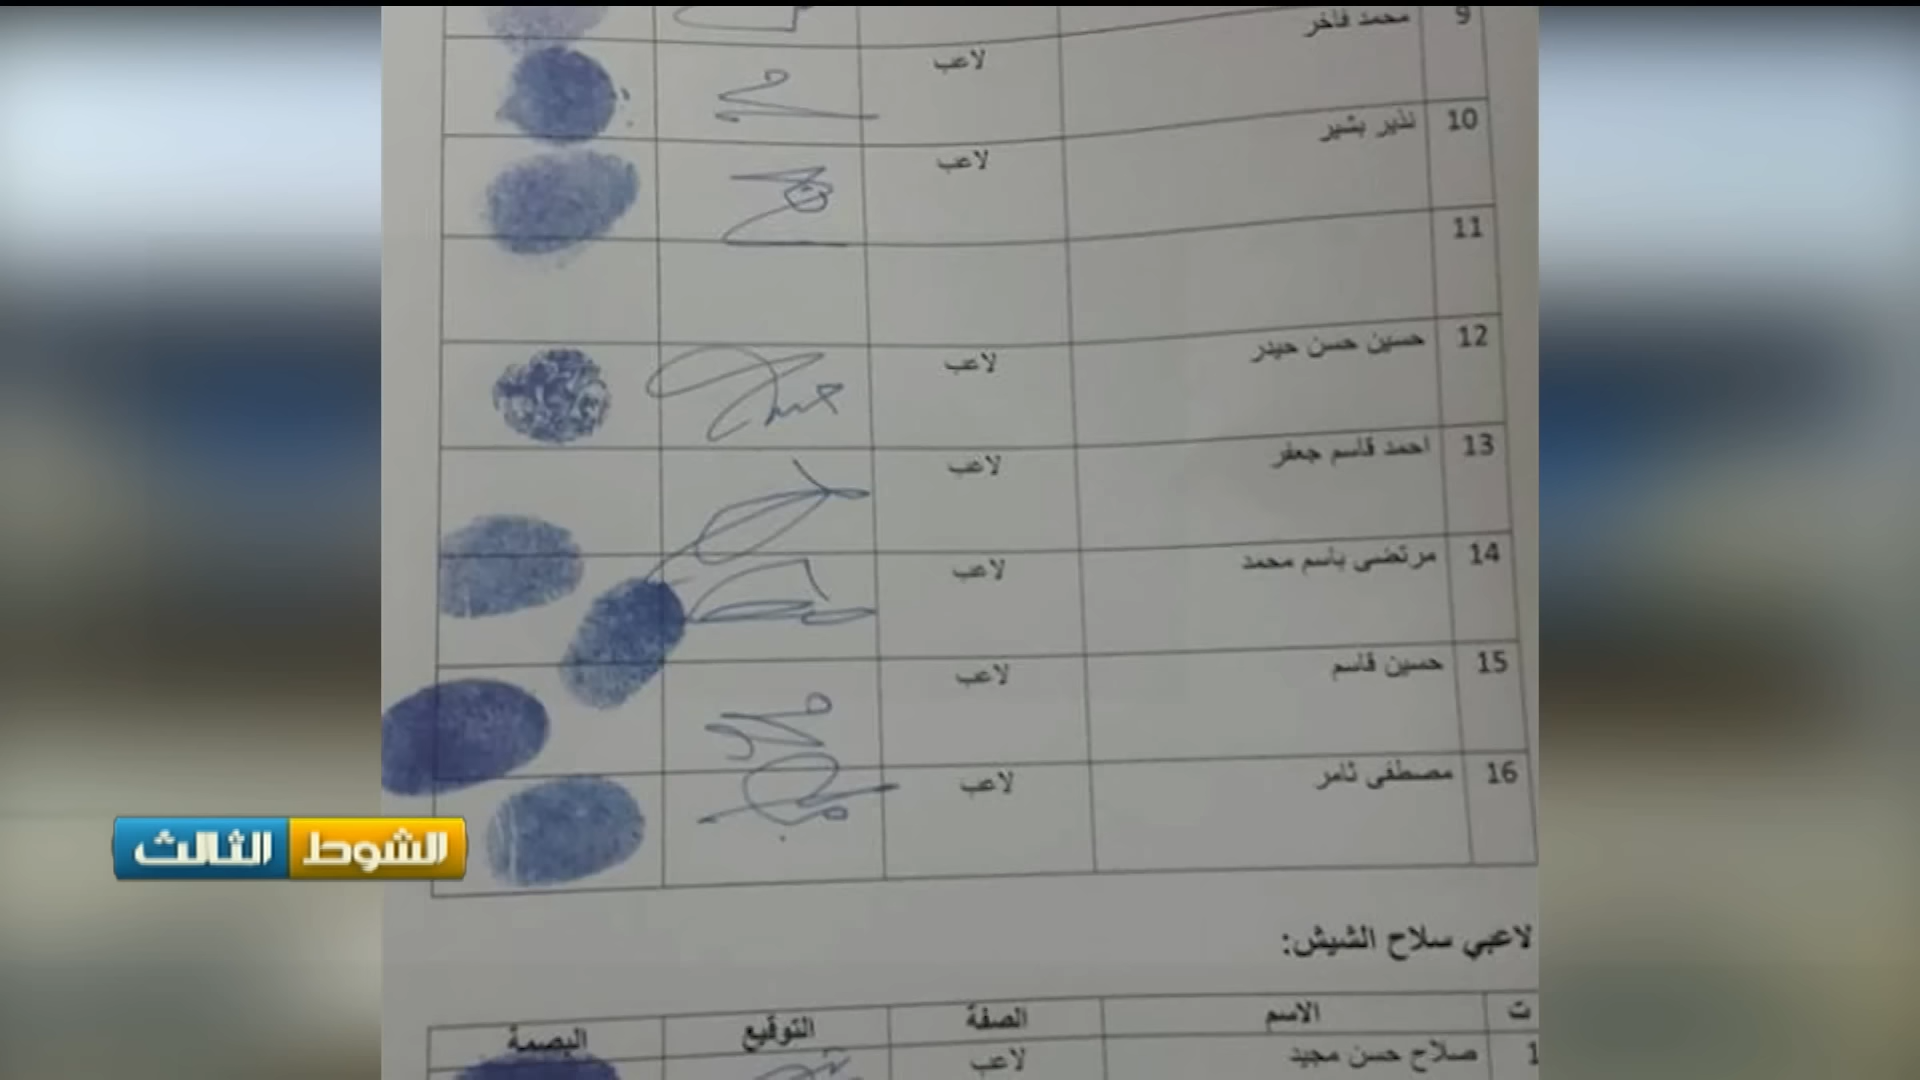 9 محمد فاخر لاعب
10 نذير بشير لاعب
11
12 حسين حسن حيدر لاعب
13 احمد قاسم جعفر لاعب
14 مرتضى باسم محمد لاعب
15 حسين قاسم لاعب
16 مصطفى ثامر لاعب
الشوط الثالث
لاعبي سلاح الشيش:
ت الاسم الصفة التوقيع البصمة
1 صلاح حسن مجيد لاعب